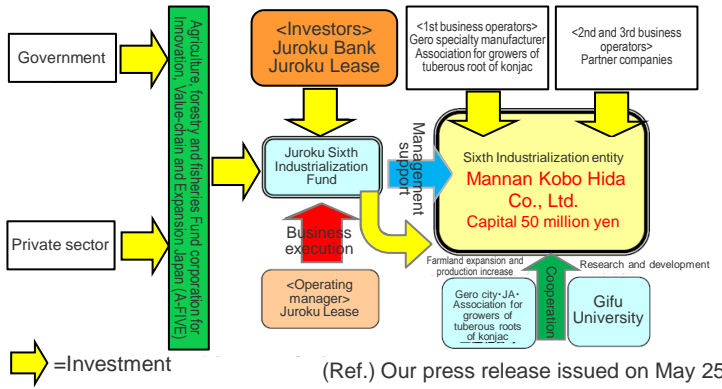 Government
Private sector
Agriculture, forestry and fisheries Fund corporation for
Innovation, Value-chain and Expansion Japan (A-FIVE)
<Investors>
Juroku Bank
Juroku Lease
<1st business operators>
Gero specialty manufacturer
Association for growers of
tuberous root of konjac
<2nd and 3rd business
operators>
Partner companies
Juroku Sixth
Industrialization
Fund
Management
support
Sixth Industrialization entity
Mannan Kobo Hida
Co., Ltd.
Capital 50 million yen
Business
execution
<Operating
manager>
Juroku Lease
Farmland expansion and
production increase
Gero city・JA・
Association for
growers of
tuberous roots
of konjac
Cooperation
Research and development
Gifu
University
=Investment
(Ref.) Our press release issued on May 25